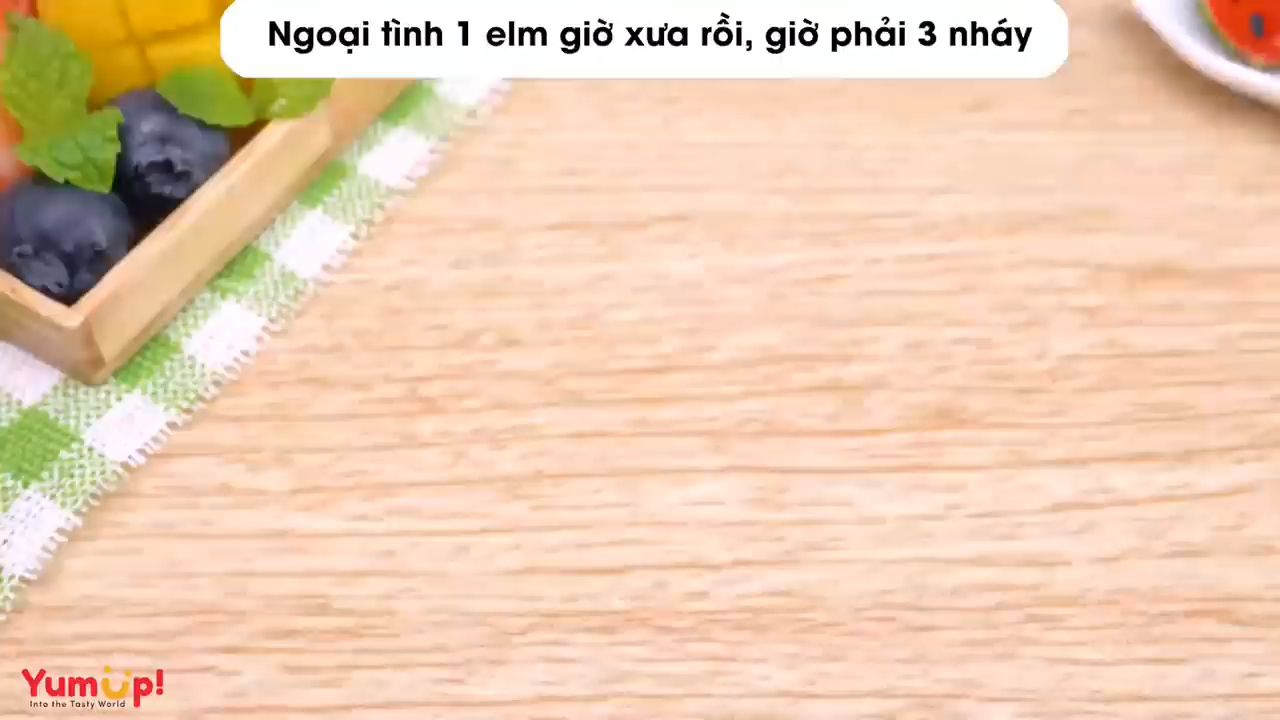 Ngoại tình 1 elm giờ xưa rồi, giờ phải 3 nháy
YumUp!
Into the Tasty World